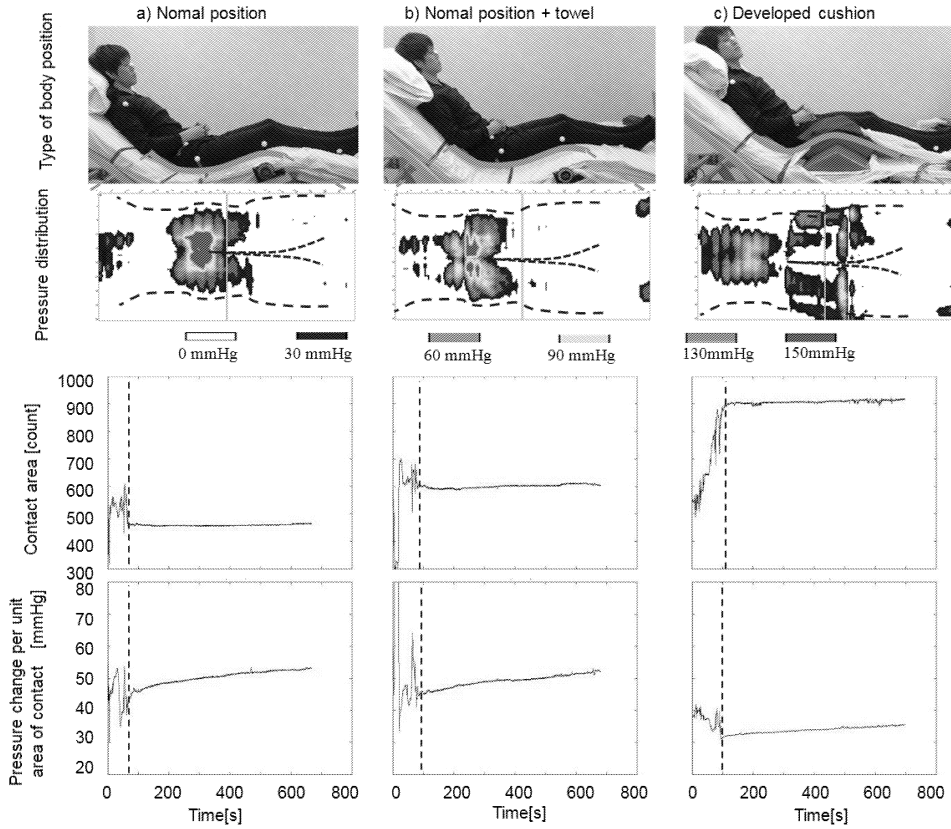 a) Nomal position
b) Nomal position + towel
c) Developed cushion
Type of body position
Pressure distribution
0 mmHg
30 mmHg
60 mmHg
90 mmHg
130mmHg
150mmHg
Contact area [count]
1000
900
800
700
600
500
400
300
Pressure change per unit
area of contact [mmHg]
80
70
60
50
40
30
20
0 200 400 600 800
0 200 400 600 800
0 200 400 600 800
Time[s]
Time[s]
Time[s]